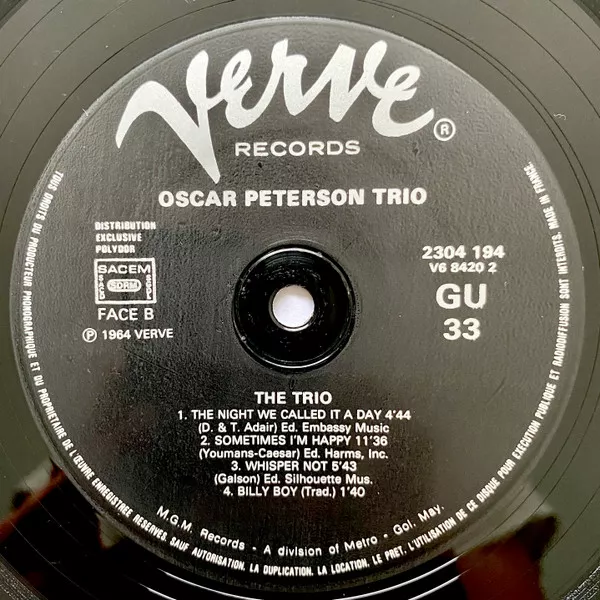 Verve®
RECORDS
OSCAR PETERSON TRIO
DISTRIBUTION
EXCLUSIVE
POLYDOR
SACEM
SACD SDRM SGDL
FACE B
℗ 1964 VERVE
2304 194
V6 8420 2
GU
33
THE TRIO
1. THE NIGHT WE CALLED IT A DAY 4'44
(D. & T. Adair) Ed. Embassy Music
2. SOMETIMES I'M HAPPY 11'36
(Youmans-Caesar) Ed. Harms, Inc.
3. WHISPER NOT 5'43
(Galson) Ed. Silhouette Mus.
4. BILLY BOY (Trad.) 1'40
M.G.M. Records - A division of Metro - Gol. May.
TOUS DROITS DU PRODUCTEUR PHONOGRAPHIQUE ET DU PROPRIETAIRE DE L'ŒUVRE ENREGISTREE RESERVES. SAUF AUTORISATION. LA DUPLICATION. LA LOCATION. LE PRET. L'UTILISATION DE CE DISQUE POUR EXECUTION PUBLIQUE ET RADIODIFFUSION SONT INTERDITS. MADE IN FRANCE.